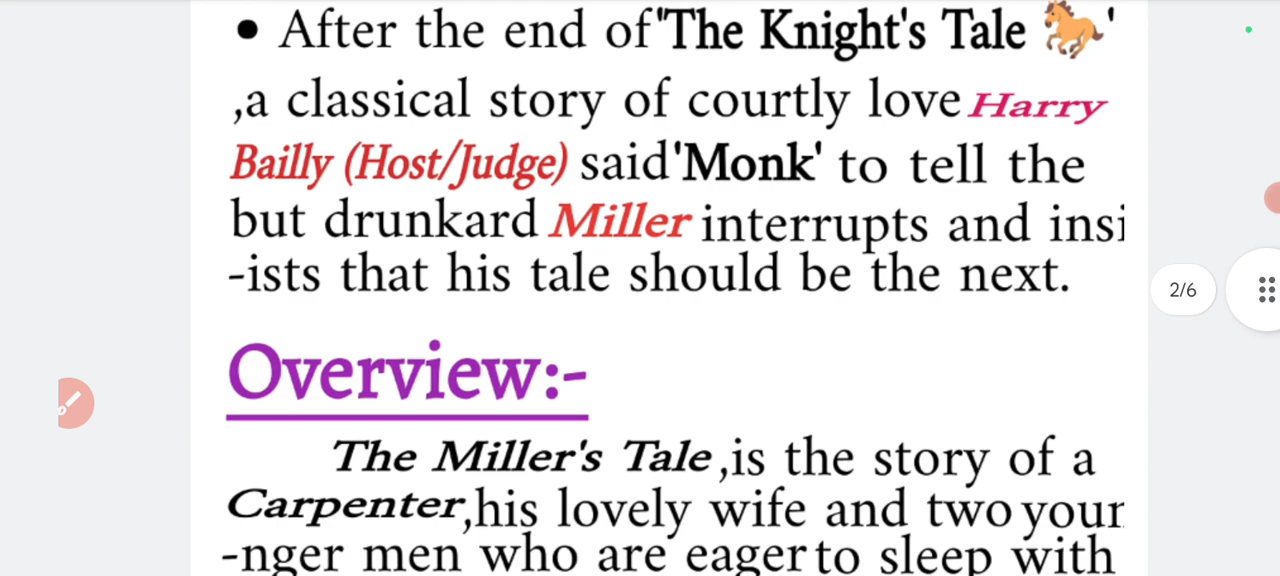 • After the end of 'The Knight's Tale 🐎'
,a classical story of courtly love Harry
Bailly (Host/Judge) said 'Monk' to tell the
but drunkard Miller interrupts and insi
-ists that his tale should be the next.
Overview:-
The Miller's Tale ,is the story of a
Carpenter,his lovely wife and two your
-nger men who are eager to sleep with
2/6